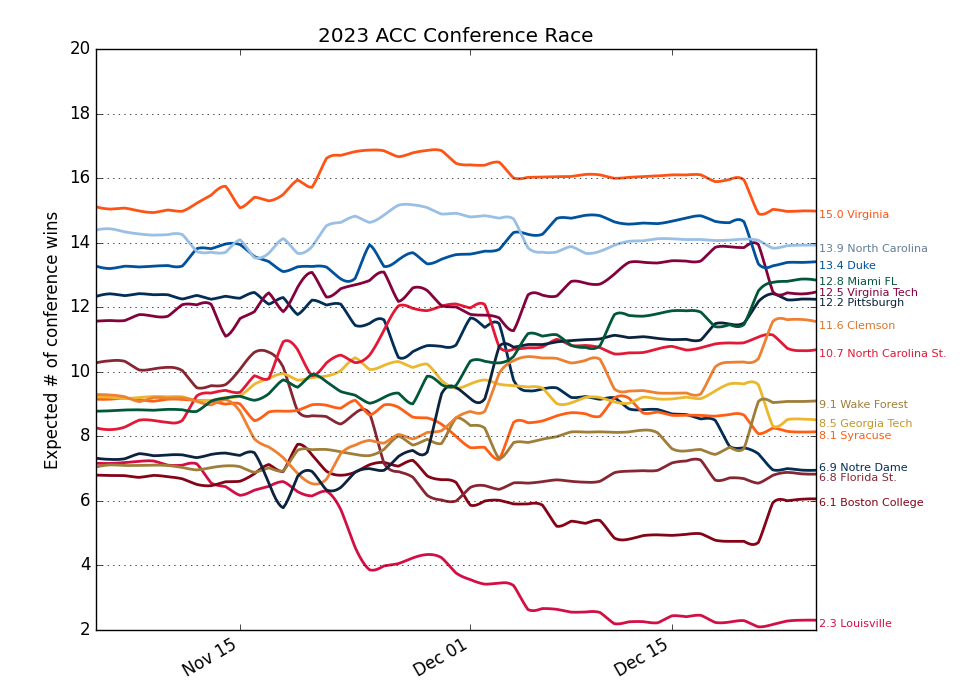 2023 ACC Conference Race
Expected # of conference wins
20
18
16
14
12
10
8
6
4
2
Nov 15
Dec 01
Dec 15
15.0 Virginia
13.9 North Carolina
13.4 Duke
12.8 Miami FL
12.5 Virginia Tech
12.2 Pittsburgh
11.6 Clemson
10.7 North Carolina St.
9.1 Wake Forest
8.5 Georgia Tech
8.1 Syracuse
6.9 Notre Dame
6.8 Florida St.
6.1 Boston College
2.3 Louisville